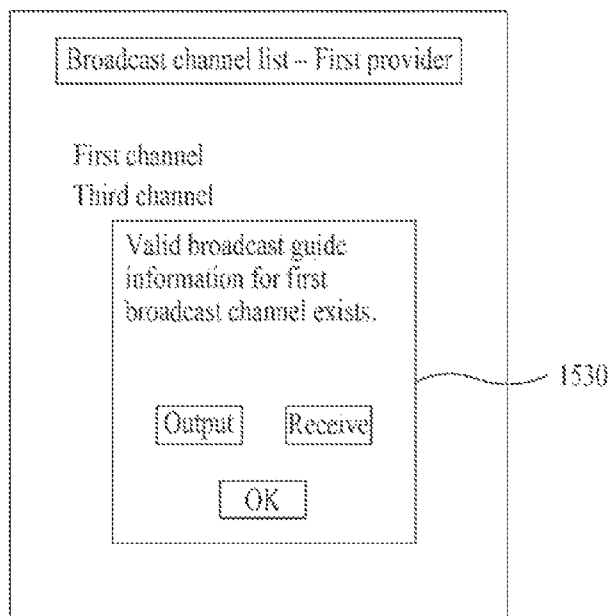 Broadcast channel list – First provider
First channel
Third channel
Valid broadcast guide
information for first
broadcast channel exists.
1530
Output Receive
OK